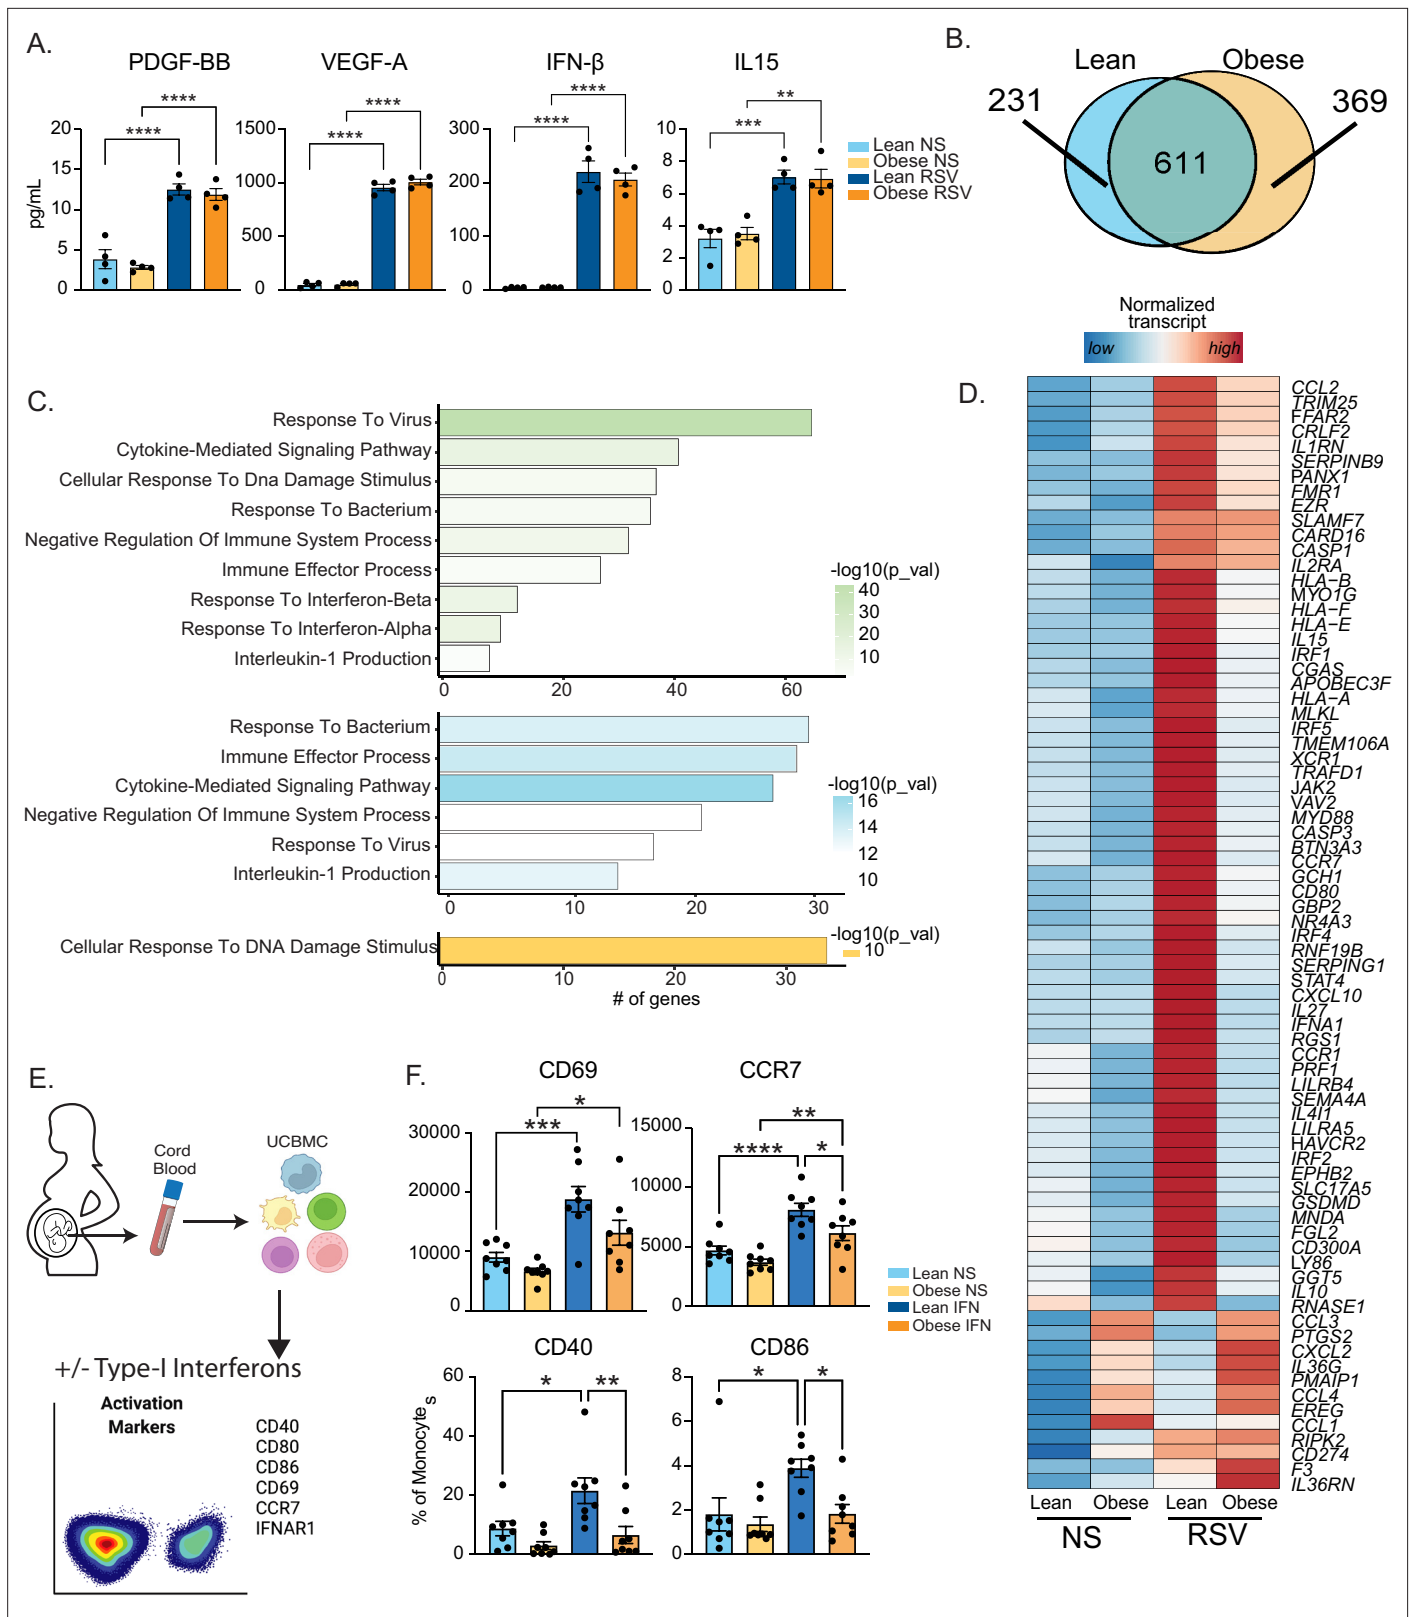 A.
PDGF-BB
VEGF-A
IFN-β
IL15
****
****
****
****
****
****
**
***
20
15
10
5
0
pg/mL
1500
1000
500
0
300
200
100
0
10
8
6
4
2
0
Lean NS
Obese NS
Lean RSV
Obese RSV
B.
Lean
Obese
231
369
611
C.
Response To Virus
Cytokine-Mediated Signaling Pathway
Cellular Response To Dna Damage Stimulus
Response To Bacterium
Negative Regulation Of Immune System Process
Immune Effector Process
Response To Interferon-Beta
Response To Interferon-Alpha
Interleukin-1 Production
0 20 40 60
-log10(p_val)
40
30
20
10
Response To Bacterium
Immune Effector Process
Cytokine-Mediated Signaling Pathway
Negative Regulation Of Immune System Process
Response To Virus
Interleukin-1 Production
0 10 20 30
-log10(p_val)
16
14
12
10
Cellular Response To DNA Damage Stimulus
-log10(p_val)
10
0 10 20 30
# of genes
D.
Normalized
transcript
low high
CCL2
TRIM25
FFAR2
CRLF2
IL1RN
SERPINB9
PANX1
FMR1
EZR
SLAMF7
CARD16
CASP1
IL2RA
HLA-B
MYO1G
HLA-F
HLA-E
IL15
IRF1
CGAS
APOBEC3F
HLA-A
MLKL
IRF5
TMEM106A
XCR1
TRAFD1
JAK2
VAV2
MYD88
CASP3
BTN3A3
CCR7
GCH1
CD80
GBP2
NR4A3
IRF4
RNF19B
SERPING1
STAT4
CXCL10
IL27
IFNA1
RGS1
CCR1
PRF1
LILRB4
SEMA4A
IL4I1
LILRA5
HAVCR2
IRF2
EPHB2
SLC17A5
GSDMD
MNDA
FGL2
CD300A
LY86
GGT5
IL10
RNASE1
CCL3
PTGS2
CXCL2
IL36G
PMAIP1
CCL4
EREG
CCL1
RIPK2
CD274
F3
IL36RN
Lean Obese Lean Obese
NS RSV
E.
Cord
Blood
UCBMC
+/- Type-I Interferons
Activation
Markers
CD40
CD80
CD86
CD69
CCR7
IFNAR1
F.
CD69
*
***
30000
20000
10000
0
CCR7
**
****
*
15000
10000
5000
0
Lean NS
Obese NS
Lean IFN
Obese IFN
CD40
*
**
60
40
20
0
% of Monocytes
CD86
*
*
8
6
4
2
0